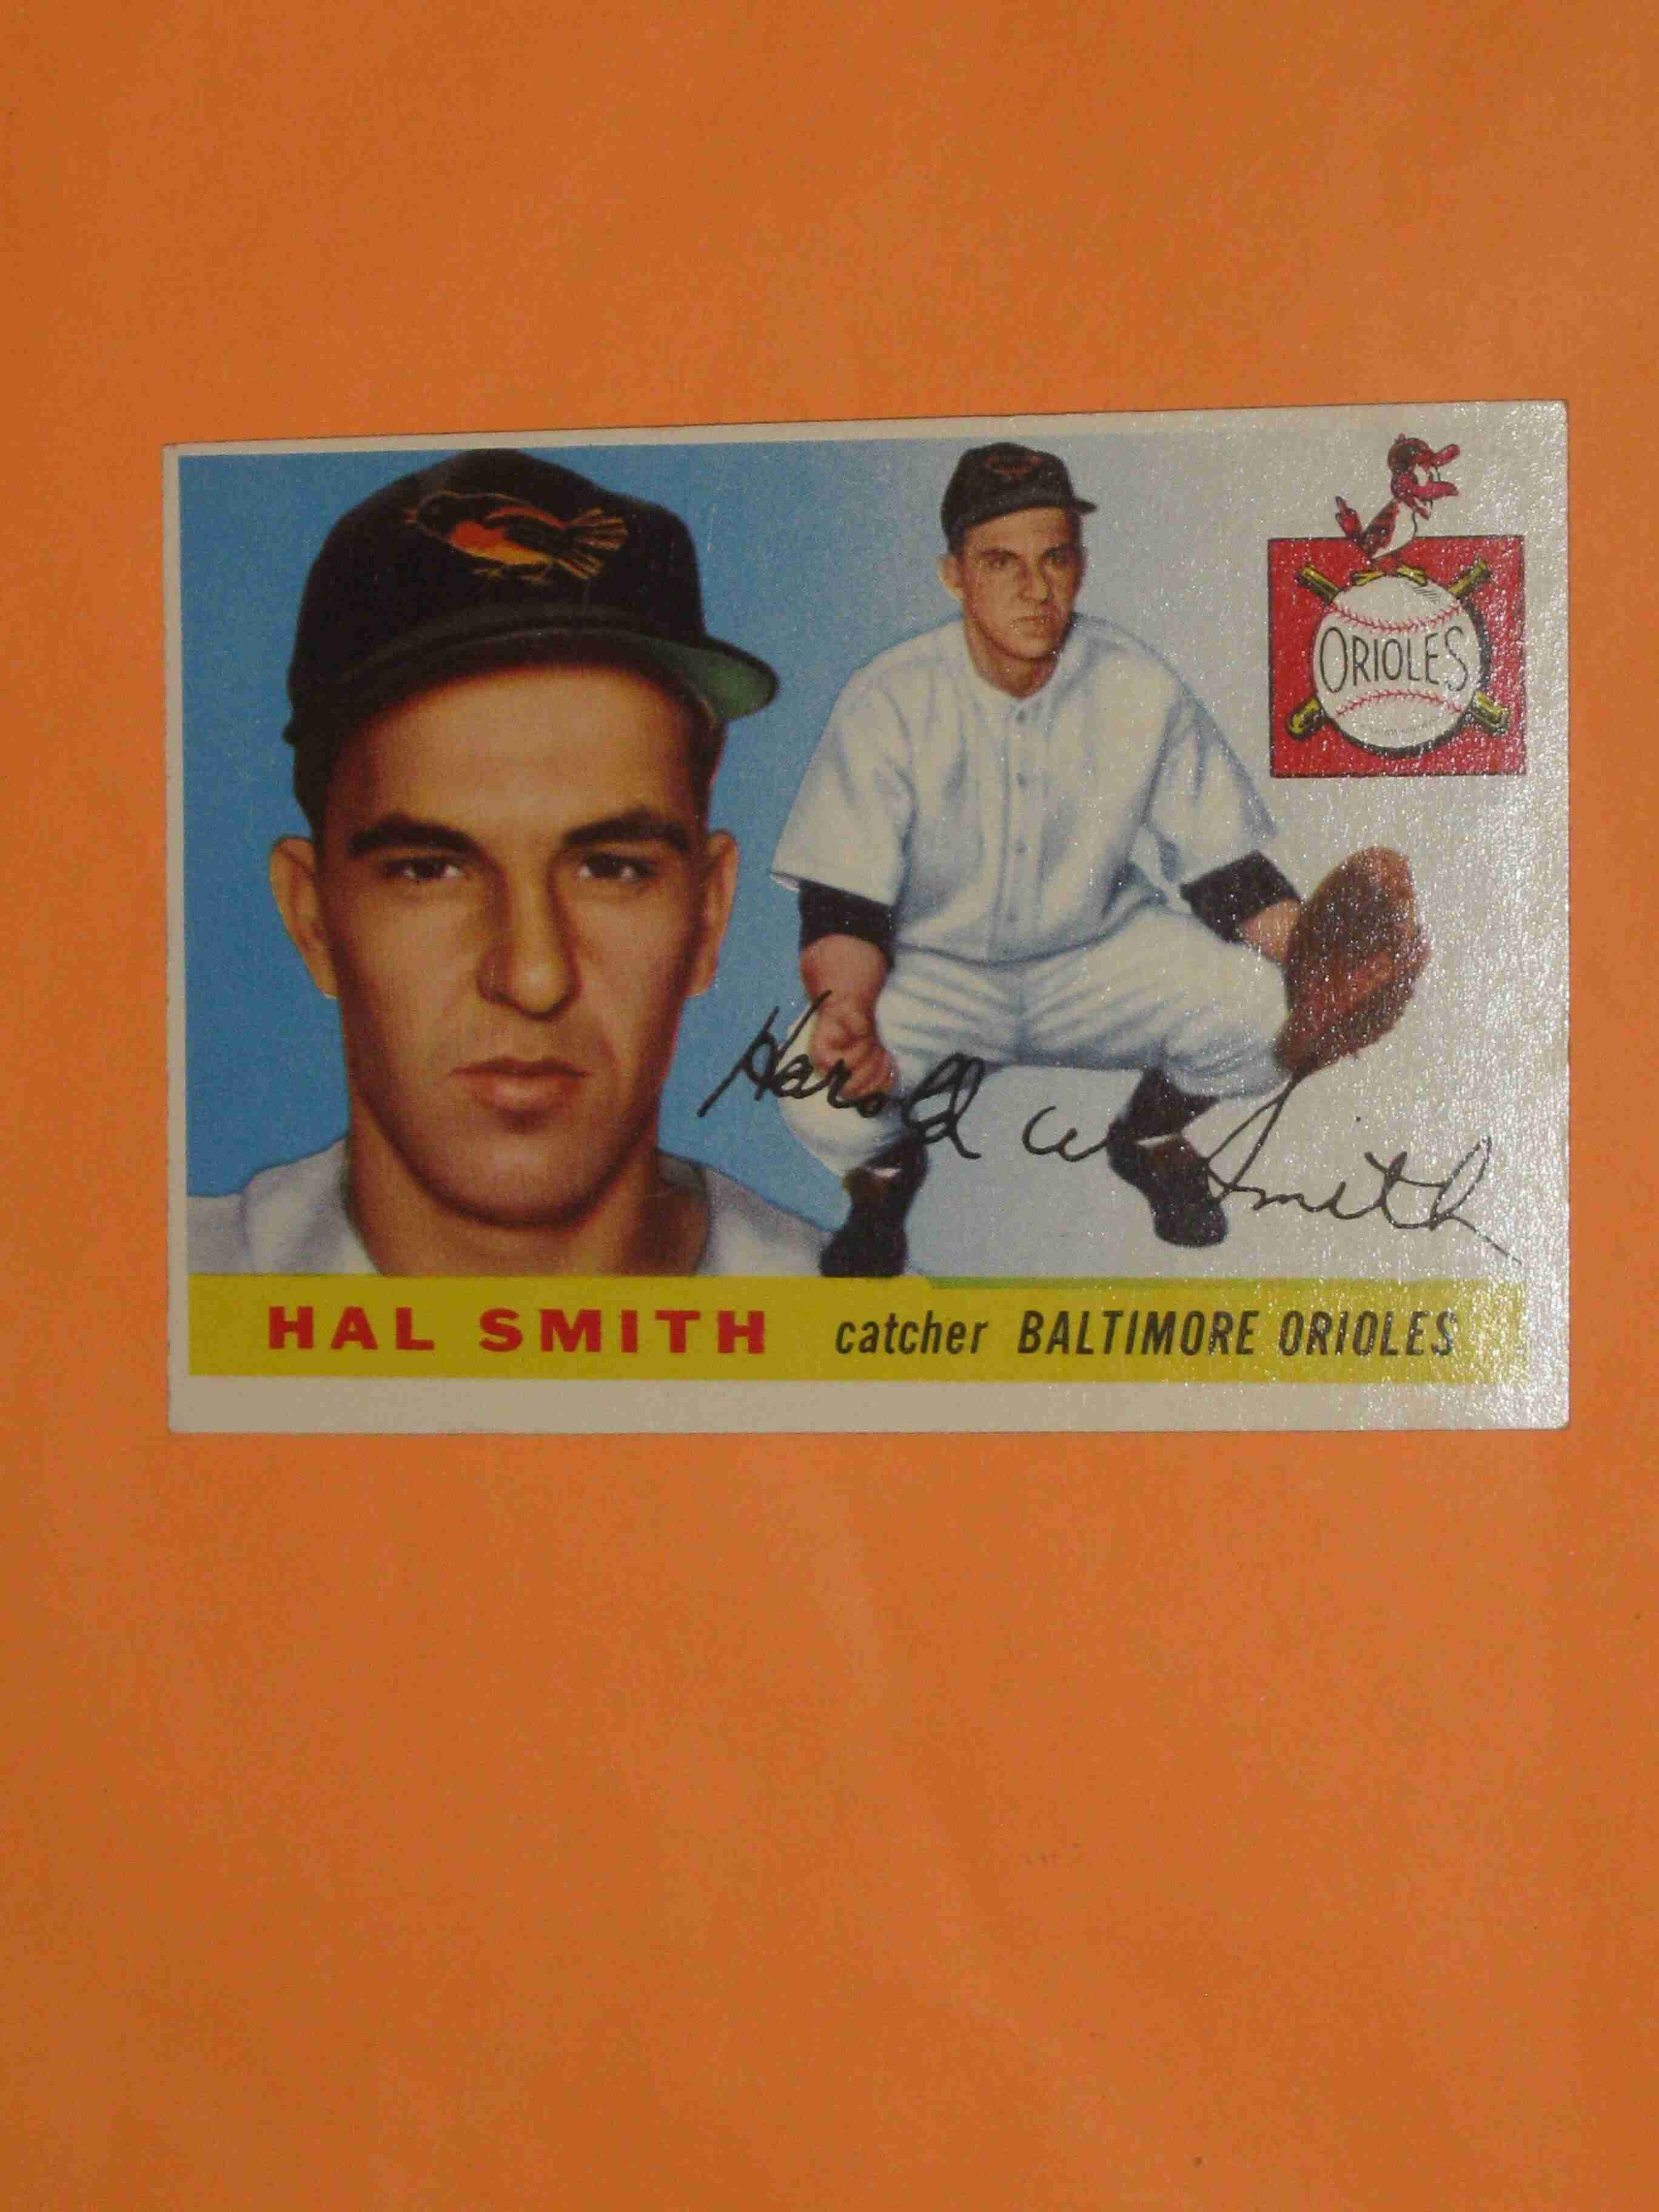 ORIOLES
Harold W Smith
HAL SMITH catcher BALTIMORE ORIOLES